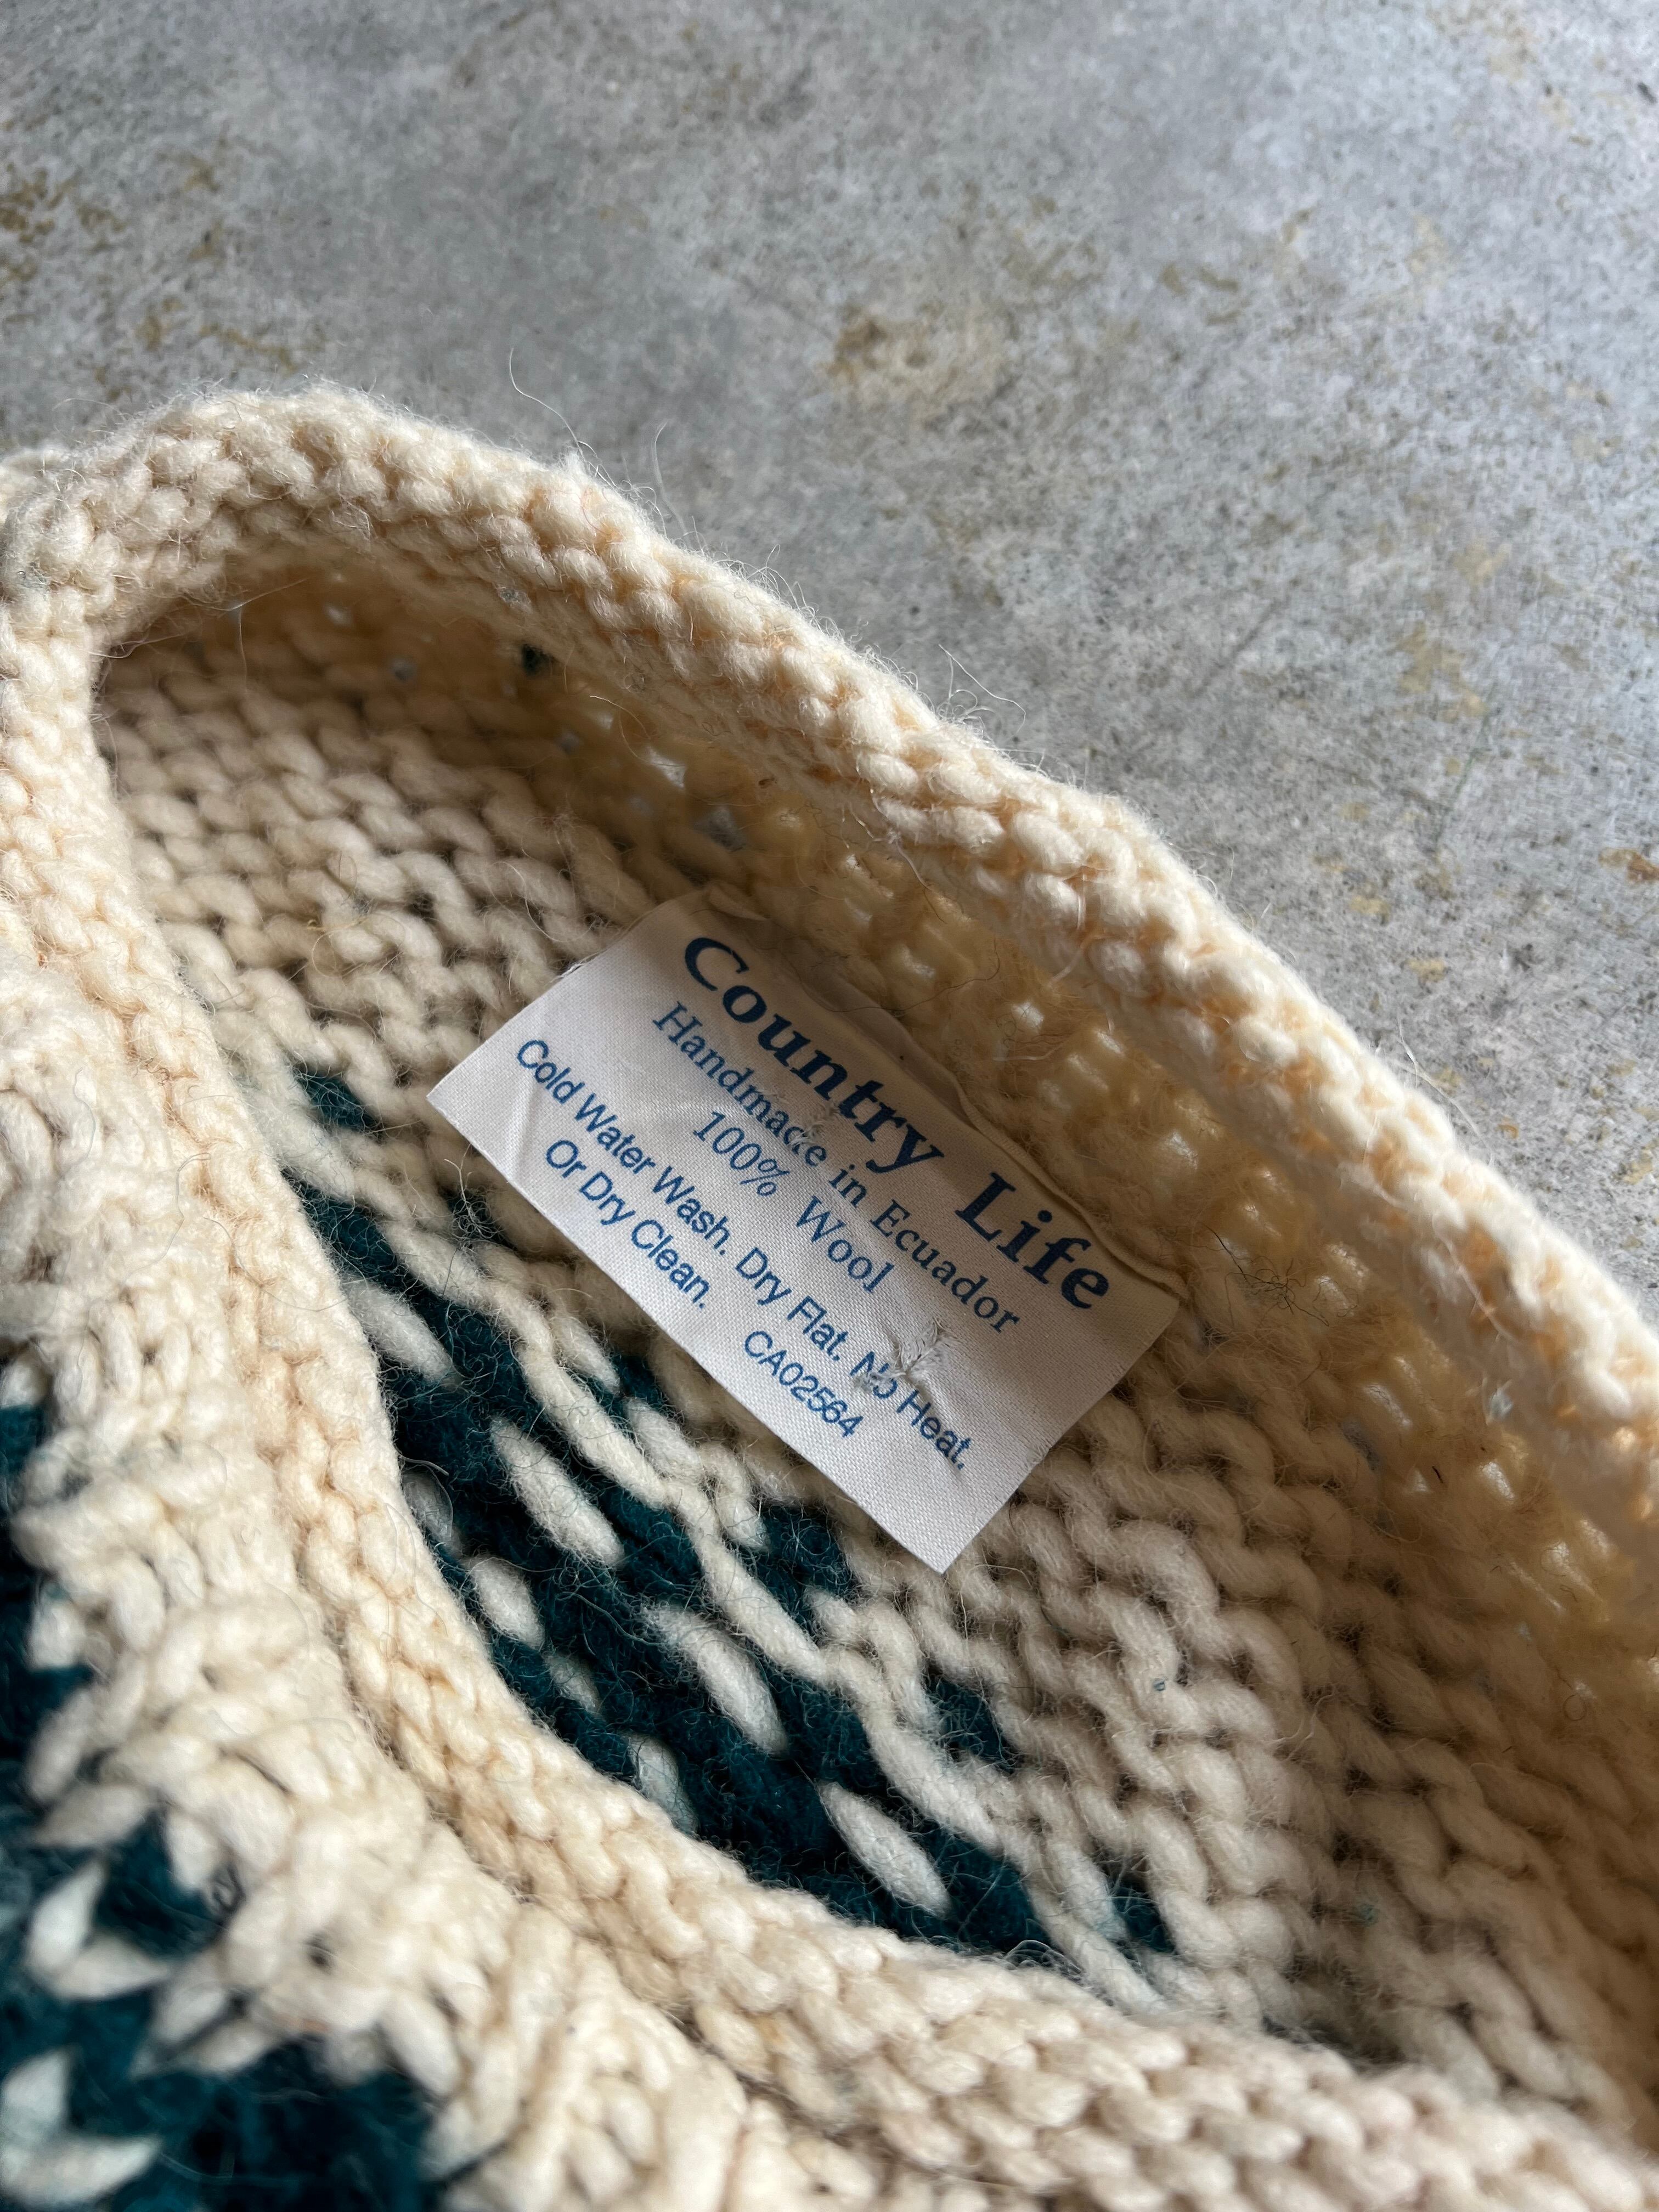 Country Life
Handmade in Ecuador
100% Wool
Cold Water Wash. Dry Flat. No Heat.
Or Dry Clean.
CA02564